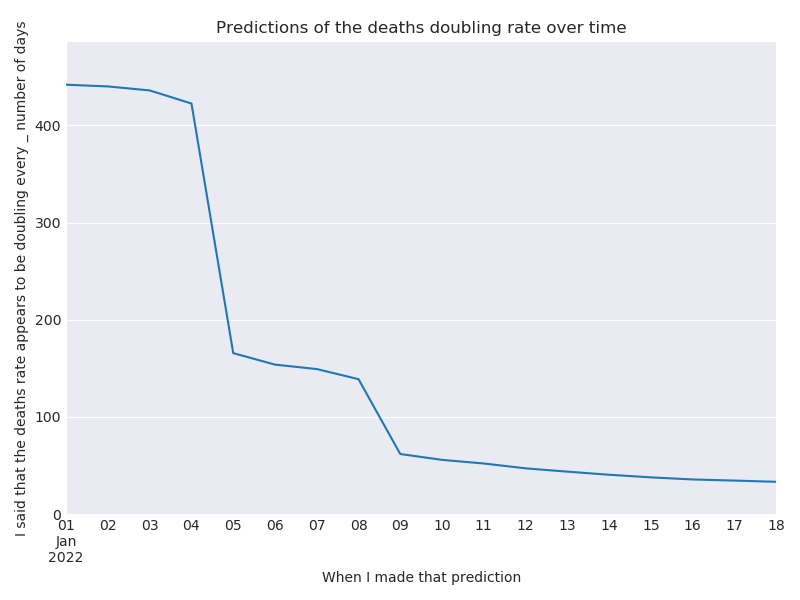 Predictions of the deaths doubling rate over time
I said that the deaths rate appears to be doubling every _ number of days
400
300
200
100
0
01 02 03 04 05 06 07 08 09 10 11 12 13 14 15 16 17 18
Jan
2022
When I made that prediction